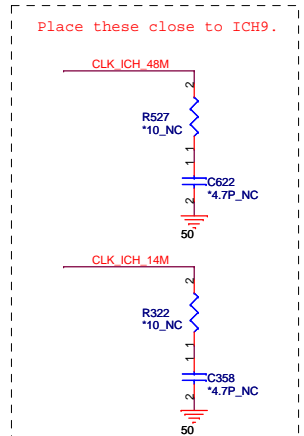 Place these close to ICH9.
CLK_ICH_48M
2
R527
*10_NC
1
1
C622
*4.7P_NC
2
50
CLK_ICH_14M
2
R322
*10_NC
1
1
C358
*4.7P_NC
2
50